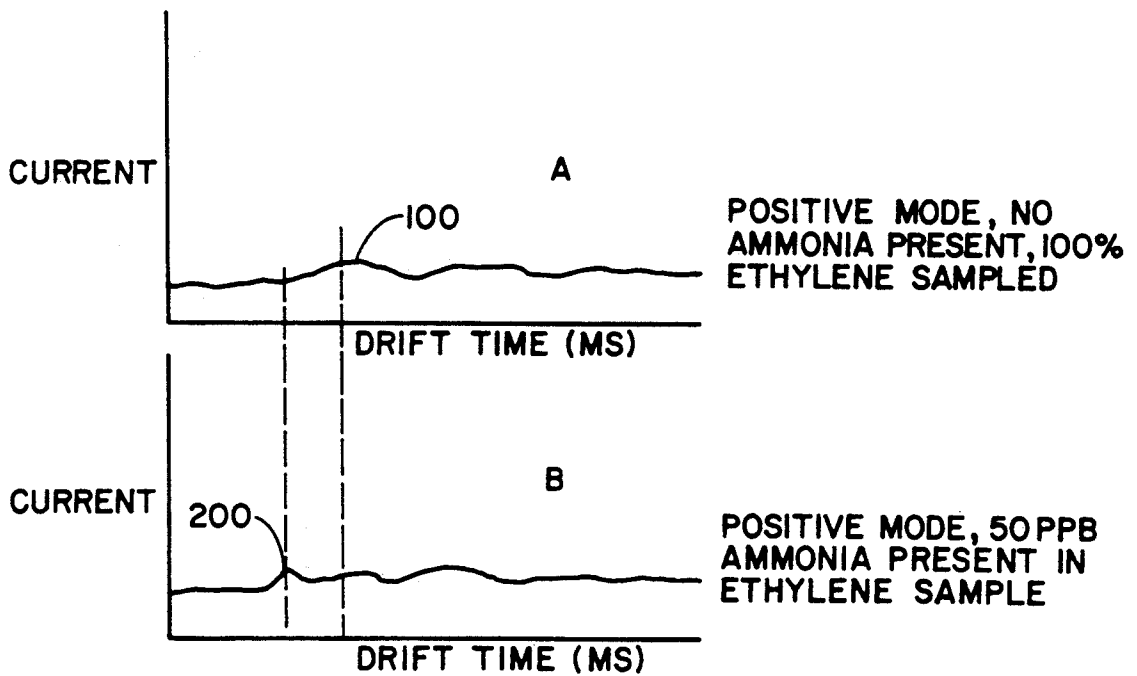 CURRENT
A
100
POSITIVE MODE, NO
AMMONIA PRESENT, 100%
ETHYLENE SAMPLED
DRIFT TIME (MS)
CURRENT
B
200
POSITIVE MODE, 50 PPB
AMMONIA PRESENT IN
ETHYLENE SAMPLE
DRIFT TIME (MS)